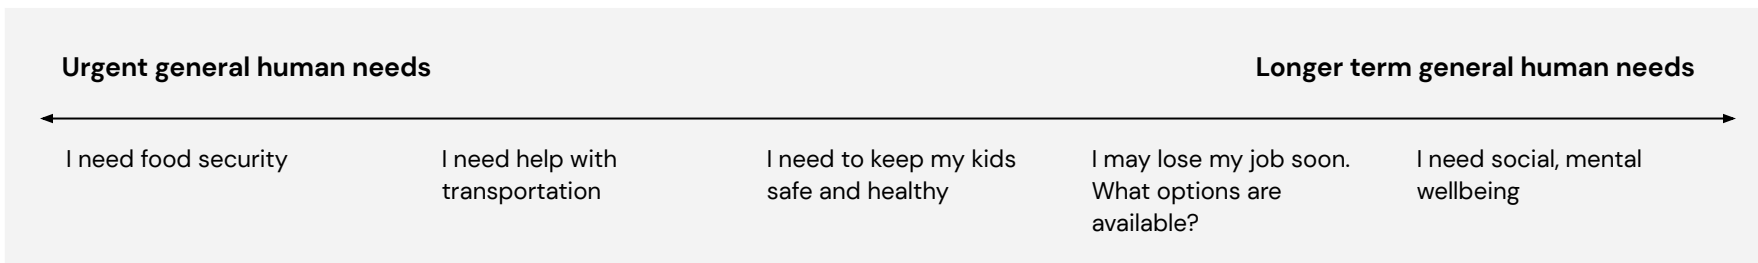 Urgent general human needs
Longer term general human needs
I need food security
I need help with
transportation
I need to keep my kids
safe and healthy
I may lose my job soon.
What options are
available?
I need social, mental
wellbeing